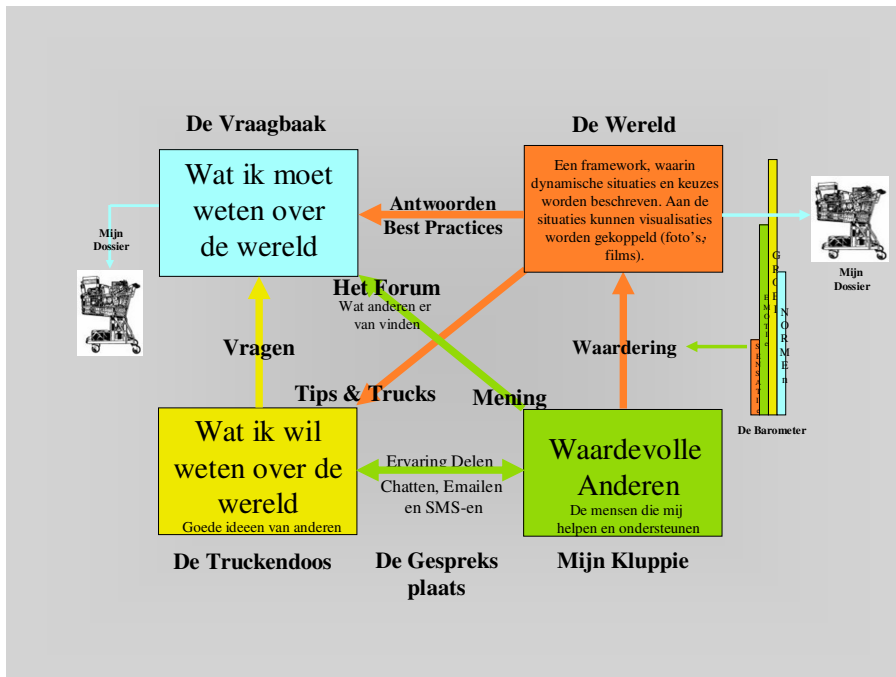 De Vraagbaak
De Wereld
Wat ik moet
weten over
de wereld
Een framework, waarin
dynamische situaties en keuzes
worden beschreven. Aan de
situaties kunnen visualisaties
worden gekoppeld (foto's,
films).
Antwoorden
Best Practices
Mijn
Dossier
Mijn
Dossier
Het Forum
Wat anderen er
van vinden
Vragen
Waardering
SENSATIE
EMOTIE
GROEI
NORMEn
De Barometer
Tips & Trucks
Mening
Wat ik wil
weten over de
wereld
Goede ideeen van anderen
Ervaring Delen
Chatten, Emailen
en SMS-en
Waardevolle
Anderen
De mensen die mij
helpen en ondersteunen
De Truckendoos
De Gespreks
plaats
Mijn Kluppie